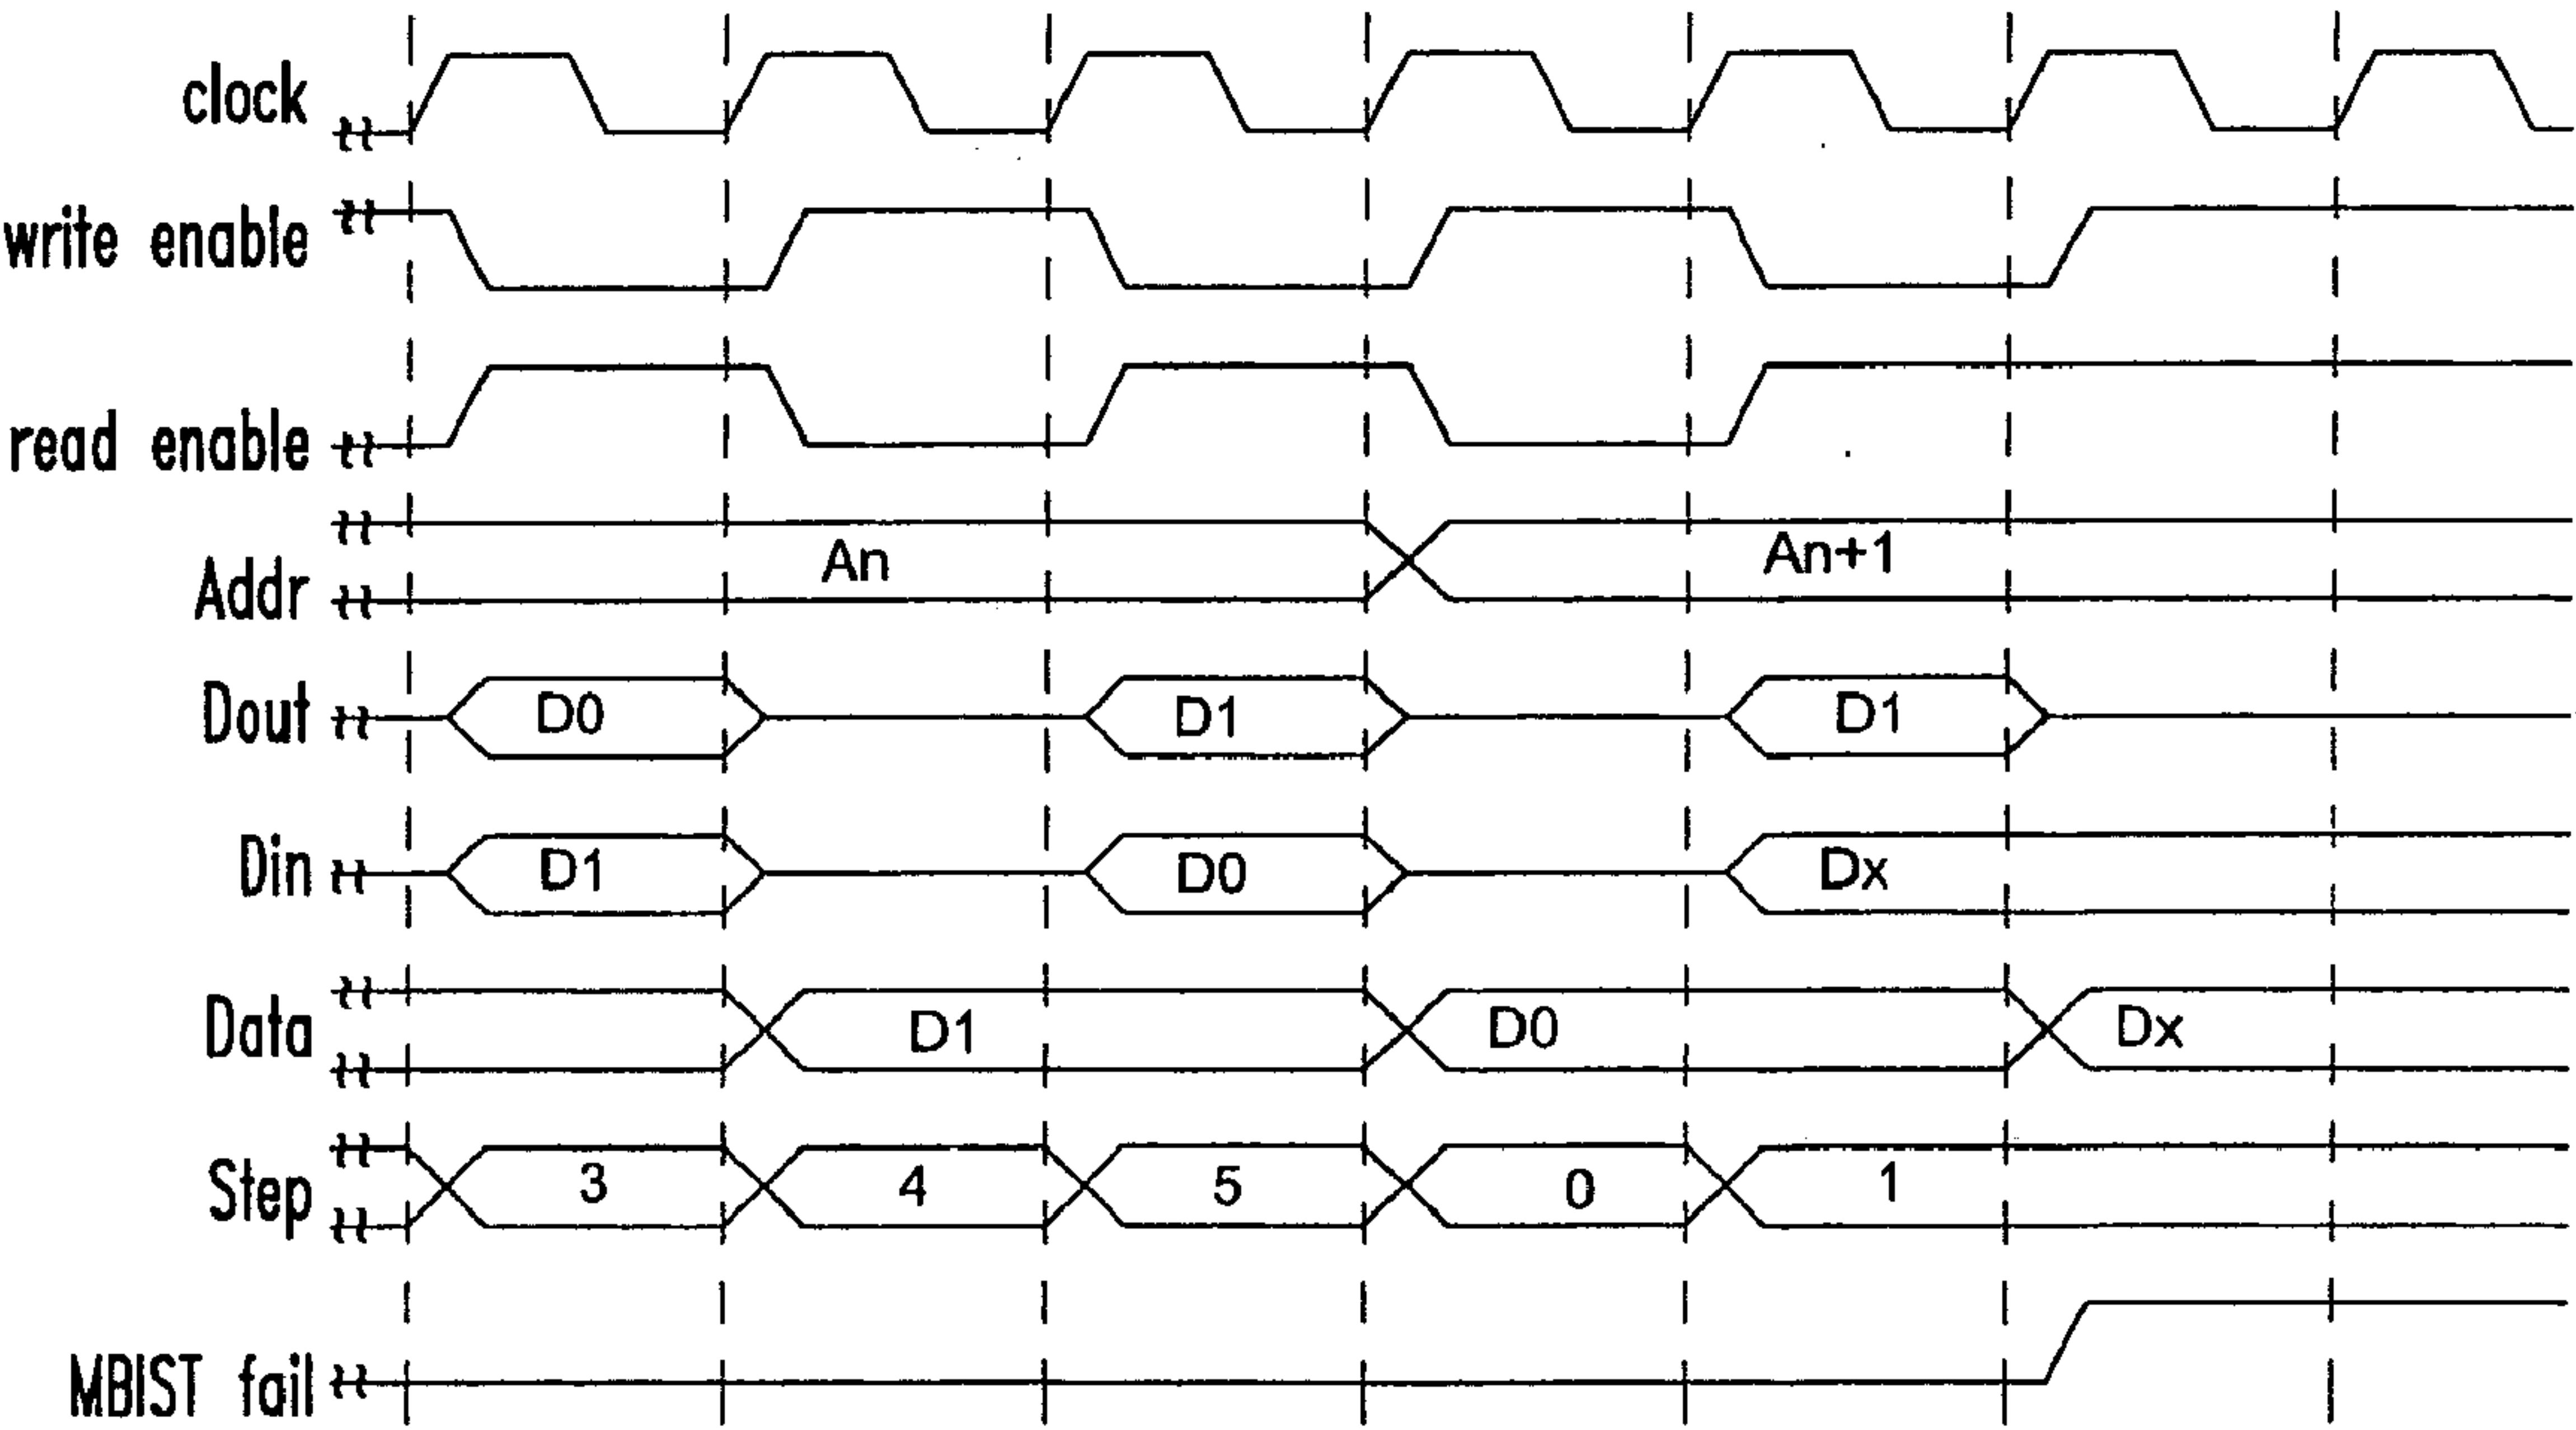 clock
write enable
read enable
Addr An An+1
Dout D0 D1 D1
Din D1 D0 Dx
Data D1 D0 Dx
Step 3 4 5 0 1
MBIST fail